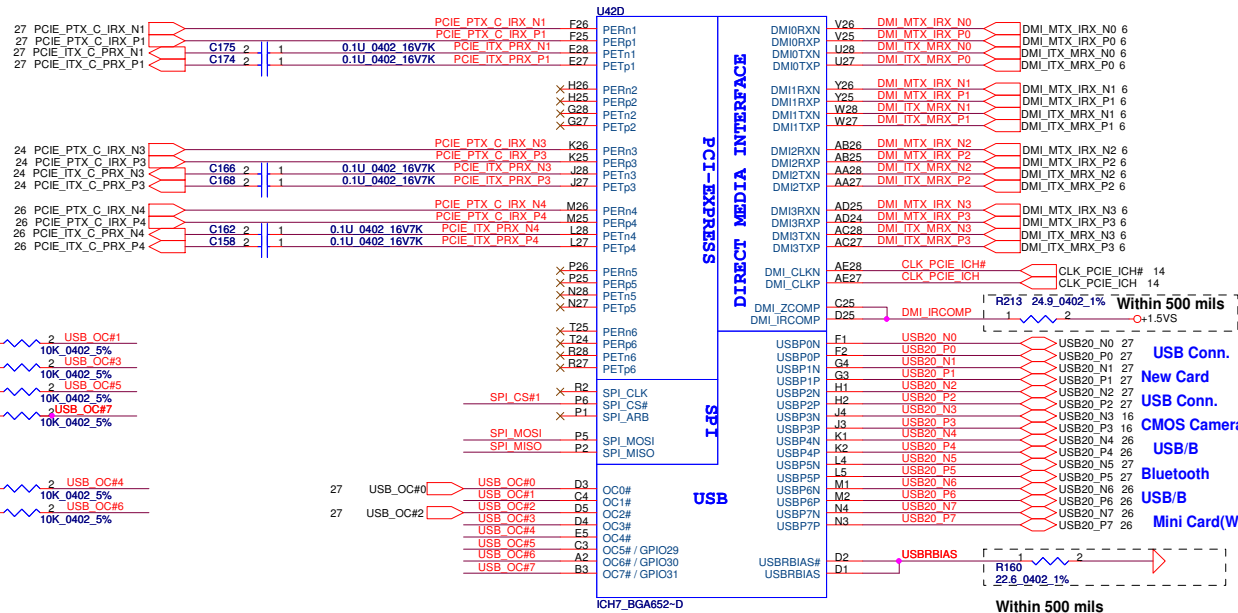 U42D
27 PCIE_PTX_C_IRX_N1 PCIE_PTX_C_IRX_N1 F26 PERn1 DMI0RXN V26 DMI_MTX_IRX_N0 DMI_MTX_IRX_N0 6
27 PCIE_PTX_C_IRX_P1 PCIE_PTX_C_IRX_P1 F25 PERp1 DMI0RXP V25 DMI_MTX_IRX_P0 DMI_MTX_IRX_P0 6
27 PCIE_ITX_C_PRX_N1 C175 2 1 0.1U_0402_16V7K PCIE_ITX_PRX_N1 E28 PETn1 DMI0TXN U28 DMI_ITX_MRX_N0 DMI_ITX_MRX_N0 6
27 PCIE_ITX_C_PRX_P1 C174 2 1 0.1U_0402_16V7K PCIE_ITX_PRX_P1 E27 PETp1 DMI0TXP U27 DMI_ITX_MRX_P0 DMI_ITX_MRX_P0 6
H26 PERn2 DMI1RXN Y26 DMI_MTX_IRX_N1 DMI_MTX_IRX_N1 6
H25 PERp2 DMI1RXP Y25 DMI_MTX_IRX_P1 DMI_MTX_IRX_P1 6
G28 PETn2 DMI1TXN W28 DMI_ITX_MRX_N1 DMI_ITX_MRX_N1 6
G27 PETp2 DMI1TXP W27 DMI_ITX_MRX_P1 DMI_ITX_MRX_P1 6
PCI-EXPRESS
DIRECT MEDIA INTERFACE
24 PCIE_PTX_C_IRX_N3 PCIE_PTX_C_IRX_N3 K26 PERn3 DMI2RXN AB26 DMI_MTX_IRX_N2 DMI_MTX_IRX_N2 6
24 PCIE_PTX_C_IRX_P3 PCIE_PTX_C_IRX_P3 K25 PERp3 DMI2RXP AB25 DMI_MTX_IRX_P2 DMI_MTX_IRX_P2 6
24 PCIE_ITX_C_PRX_N3 C166 2 1 0.1U_0402_16V7K PCIE_ITX_PRX_N3 J28 PETn3 DMI2TXN AA28 DMI_ITX_MRX_N2 DMI_ITX_MRX_N2 6
24 PCIE_ITX_C_PRX_P3 C168 2 1 0.1U_0402_16V7K PCIE_ITX_PRX_P3 J27 PETp3 DMI2TXP AA27 DMI_ITX_MRX_P2 DMI_ITX_MRX_P2 6
26 PCIE_PTX_C_IRX_N4 PCIE_PTX_C_IRX_N4 M26 PERn4 DMI3RXN AD25 DMI_MTX_IRX_N3 DMI_MTX_IRX_N3 6
26 PCIE_PTX_C_IRX_P4 PCIE_PTX_C_IRX_P4 M25 PERp4 DMI3RXP AD24 DMI_MTX_IRX_P3 DMI_MTX_IRX_P3 6
26 PCIE_ITX_C_PRX_N4 C162 2 1 0.1U_0402_16V7K PCIE_ITX_PRX_N4 L28 PETn4 DMI3TXN AC28 DMI_ITX_MRX_N3 DMI_ITX_MRX_N3 6
26 PCIE_ITX_C_PRX_P4 C158 2 1 0.1U_0402_16V7K PCIE_ITX_PRX_P4 L27 PETp4 DMI3TXP AC27 DMI_ITX_MRX_P3 DMI_ITX_MRX_P3 6
P26 PERn5 DMI_CLKN AE28 CLK_PCIE_ICH# CLK_PCIE_ICH# 14
P25 PERp5 DMI_CLKP AE27 CLK_PCIE_ICH CLK_PCIE_ICH 14
N28 PETn5
N27 PETp5 DMI_ZCOMP C25 R213 24.9_0402_1% Within 500 mils
DMI_IRCOMP D25 DMI_IRCOMP 1 2 +1.5VS
T25 PERn6
T24 PERp6
R28 PETn6
R27 PETp6
2 USB_OC#1 USBP0N F1 USB20_N0 USB20_N0 27
10K_0402_5% USBP0P F2 USB20_P0 USB20_P0 27 USB Conn.
2 USB_OC#3 USBP1N G4 USB20_N1 USB20_N1 27
10K_0402_5% USBP1P G3 USB20_P1 USB20_P1 27 New Card
2 USB_OC#5 R2 SPI_CLK USBP2N H1 USB20_N2 USB20_N2 27
10K_0402_5% SPI_CS#1 P6 SPI_CS# USBP2P H2 USB20_P2 USB20_P2 27 USB Conn.
2 USB_OC#7 P1 SPI_ARB USBP3N J4 USB20_N3 USB20_N3 16
10K_0402_5% SPI USBP3P J3 USB20_P3 USB20_P3 16 CMOS Camera
SPI_MOSI P5 SPI_MOSI USBP4N K1 USB20_N4 USB20_N4 26
SPI_MISO P2 SPI_MISO USBP4P K2 USB20_P4 USB20_P4 26 USB/B
USBP5N L4 USB20_N5 USB20_N5 27
USBP5P L5 USB20_P5 USB20_P5 27 Bluetooth
2 USB_OC#4 27 USB_OC#0 USB_OC#0 D3 OC0# USBP6N M1 USB20_N6 USB20_N6 26
10K_0402_5% USB_OC#1 C4 OC1# USB USBP6P M2 USB20_P6 USB20_P6 26 USB/B
2 USB_OC#6 27 USB_OC#2 USB_OC#2 D5 OC2# USBP7N N4 USB20_N7 USB20_N7 26
10K_0402_5% USB_OC#3 D4 OC3# USBP7P N3 USB20_P7 USB20_P7 26 Mini Card(W
USB_OC#4 E5 OC4#
USB_OC#5 C3 OC5# / GPIO29
USB_OC#6 A2 OC6# / GPIO30 USBRBIAS# D2 USBRBIAS 1 2
USB_OC#7 B3 OC7# / GPIO31 USBRBIAS D1 R160
22.6_0402_1%
ICH7_BGA652~D Within 500 mils